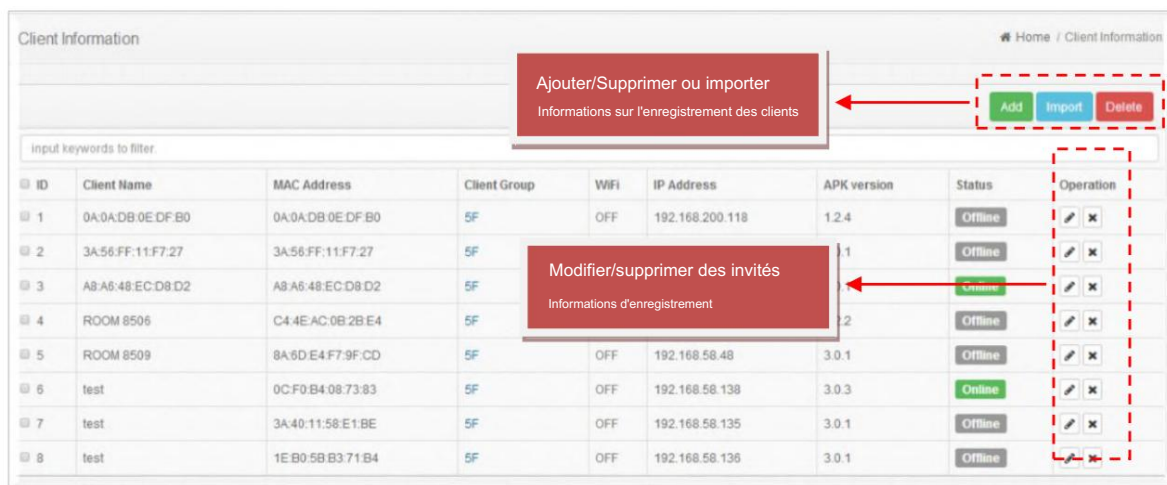 Client Information
Home / Client Information
Ajouter/Supprimer ou importer
Informations sur l'enregistrement des clients
Add Import Delete
input keywords to filter.
ID Client Name MAC Address Client Group WiFi IP Address APK version Status Operation
1 0A:0A:DB:0E:DF:B0 0A:0A:DB:0E:DF:B0 5F OFF 192.168.200.118 1.2.4 Offline
2 3A:56:FF:11:F7:27 3A:56:FF:11:F7:27 5F .1 Offline
Modifier/supprimer des invités
3 A8:A6:48:EC:D8:D2 A8:A6:48:EC:D8:D2 5F Online
Informations d'enregistrement
4 ROOM 8506 C4:4E:AC:0B:2B:E4 5F .2 Offline
5 ROOM 8509 8A:6D:E4:F7:9F:CD 5F OFF 192.168.58.48 3.0.1 Offline
6 test 0C:F0:B4:08:73:83 5F OFF 192.168.58.138 3.0.3 Online
7 test 3A:40:11:58:E1:BE 5F OFF 192.168.58.135 3.0.1 Offline
8 test 1E:B0:5B:B3:71:B4 5F OFF 192.168.58.136 3.0.1 Offline